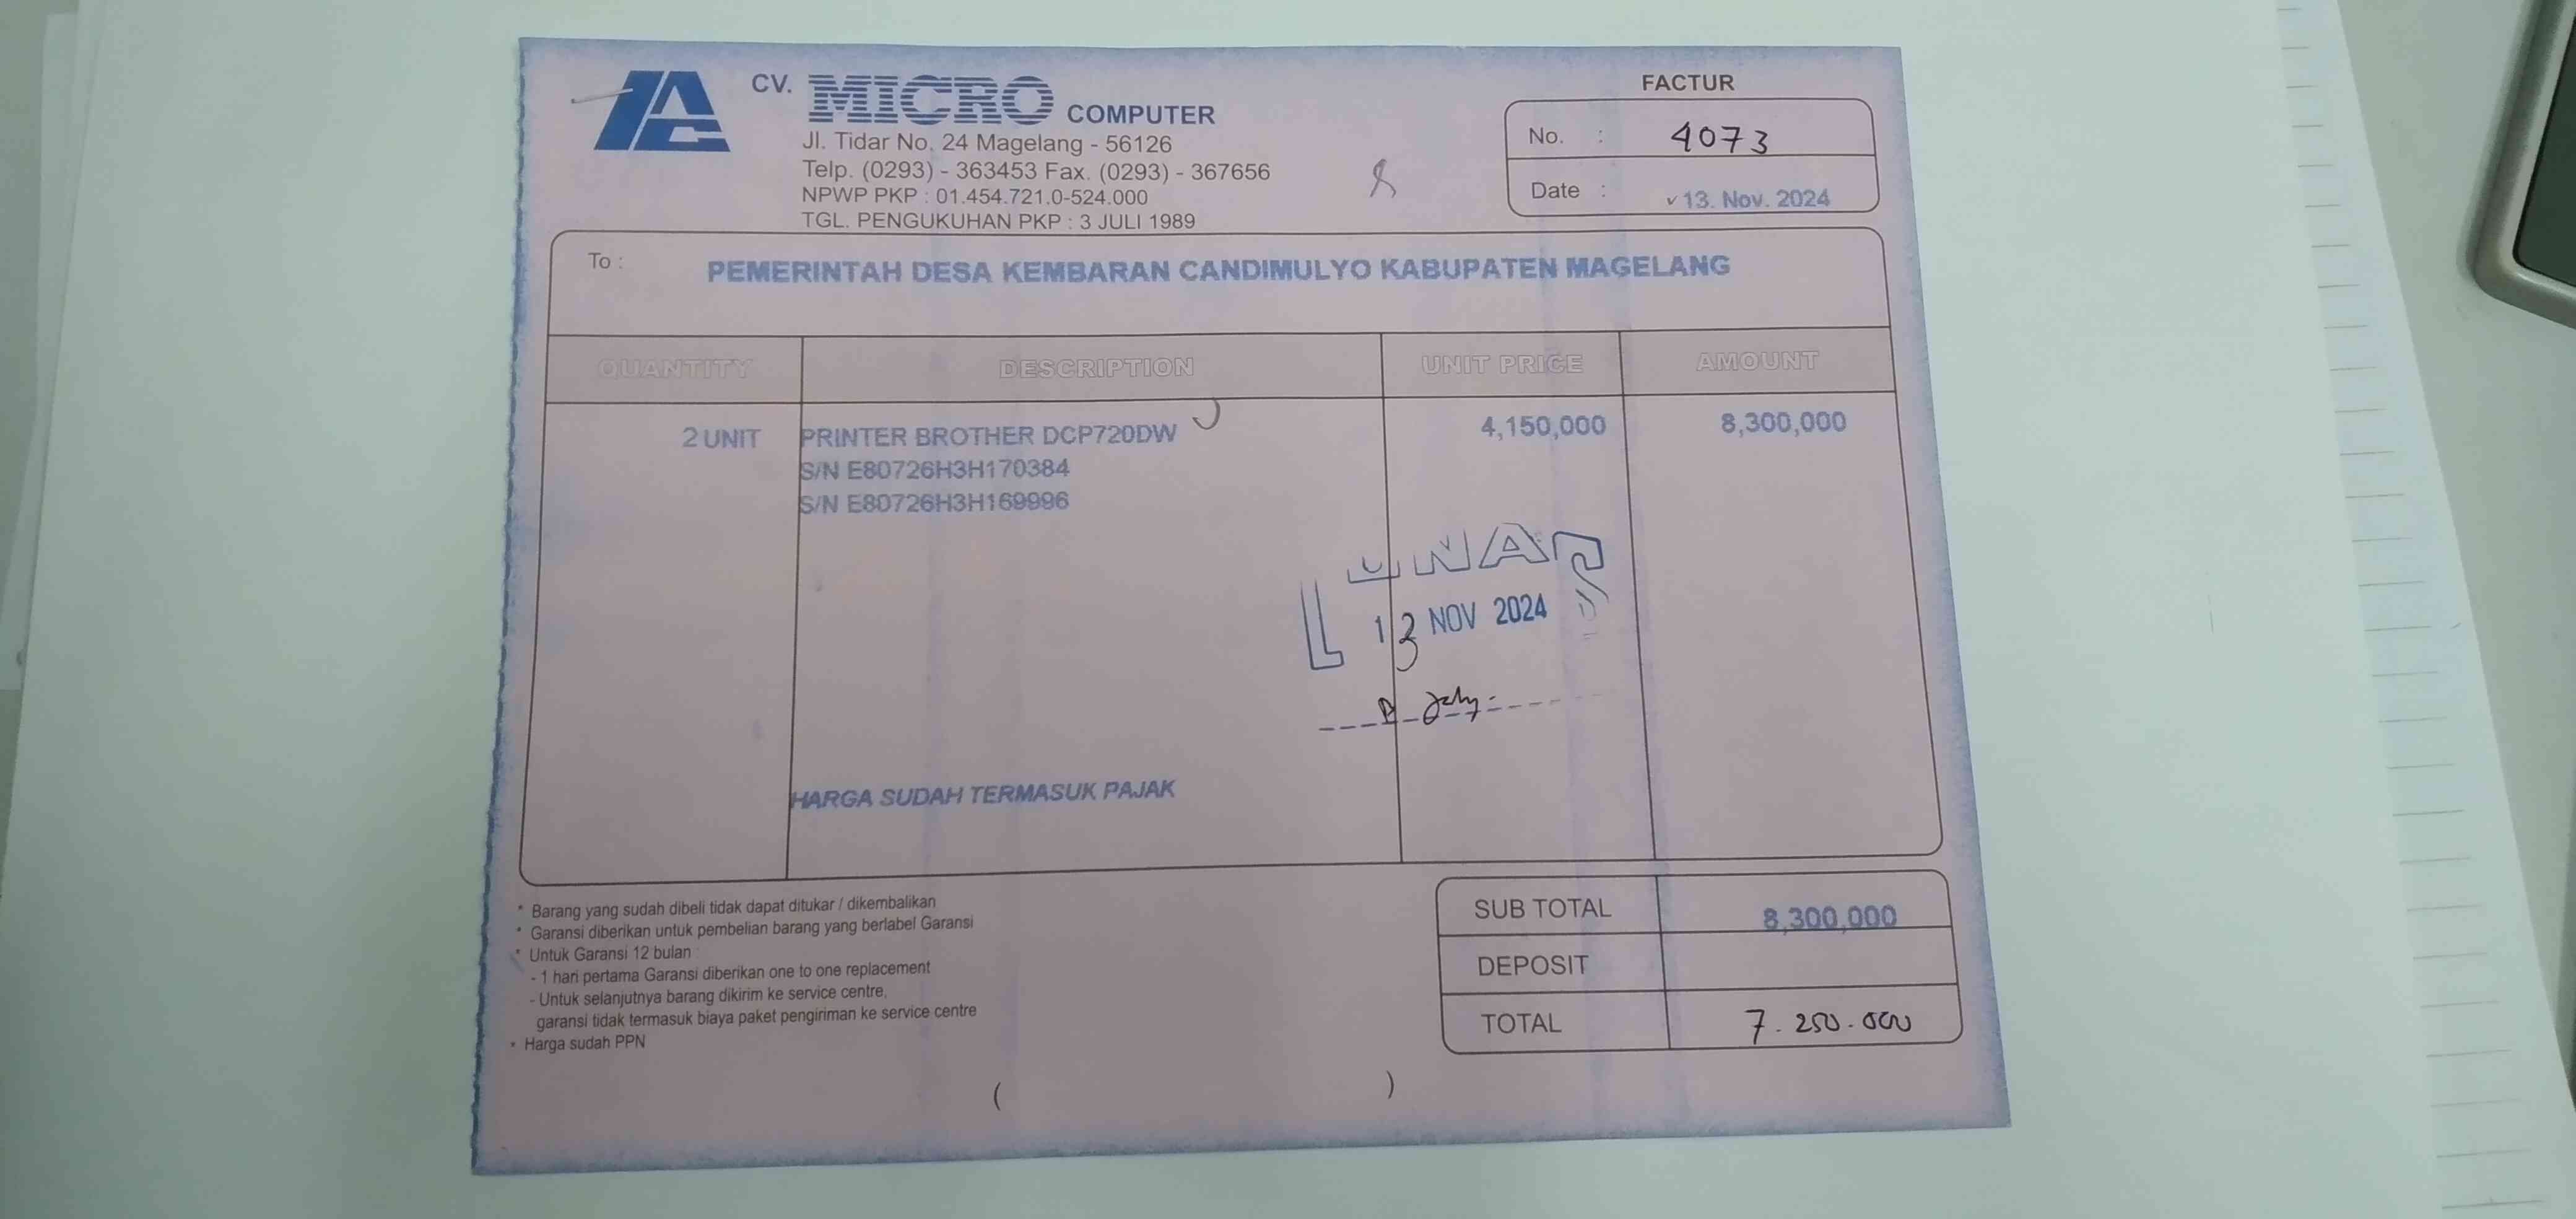 CV. MICRO COMPUTER
Jl. Tidar No. 24 Magelang - 56126
Telp. (0293) - 363453 Fax. (0293) - 367656
NPWP PKP : 01.454.721.0-524.000
TGL. PENGUKUHAN PKP : 3 JULI 1989
FACTUR
No. : 4073
Date : 13. Nov. 2024
To : PEMERINTAH DESA KEMBARAN CANDIMULYO KABUPATEN MAGELANG
QUANTITY DESCRIPTION UNIT PRICE AMOUNT
2 UNIT PRINTER BROTHER DCP720DW 4,150,000 8,300,000
S/N E80726H3H170384
S/N E80726H3H169996
LUNAS
13 NOV 2024
HARGA SUDAH TERMASUK PAJAK
* Barang yang sudah dibeli tidak dapat ditukar / dikembalikan
* Garansi diberikan untuk pembelian barang yang berlabel Garansi
* Untuk Garansi 12 bulan :
- 1 hari pertama Garansi diberikan one to one replacement
- Untuk selanjutnya barang dikirim ke service centre,
garansi tidak termasuk biaya paket pengiriman ke service centre
* Harga sudah PPN
SUB TOTAL 8,300,000
DEPOSIT
TOTAL 7.250.000
( )